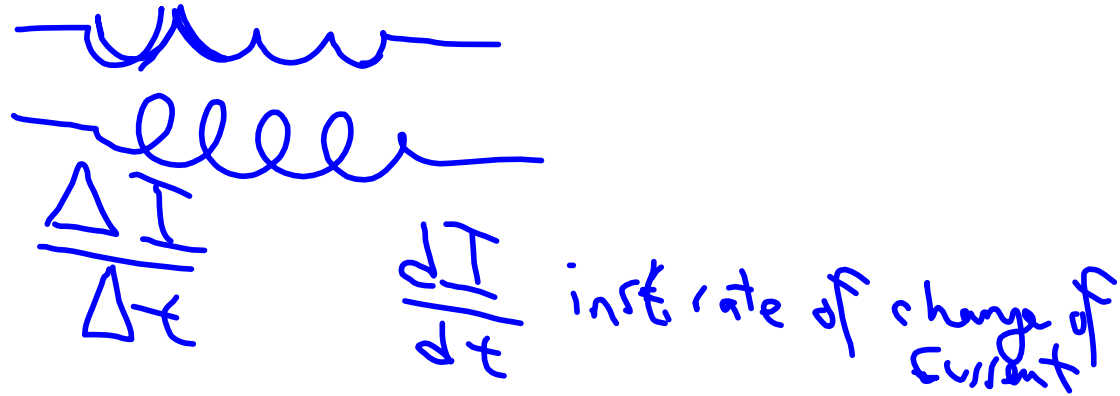 ΔI
Δt
dI
dt
inst. rate of change of
current